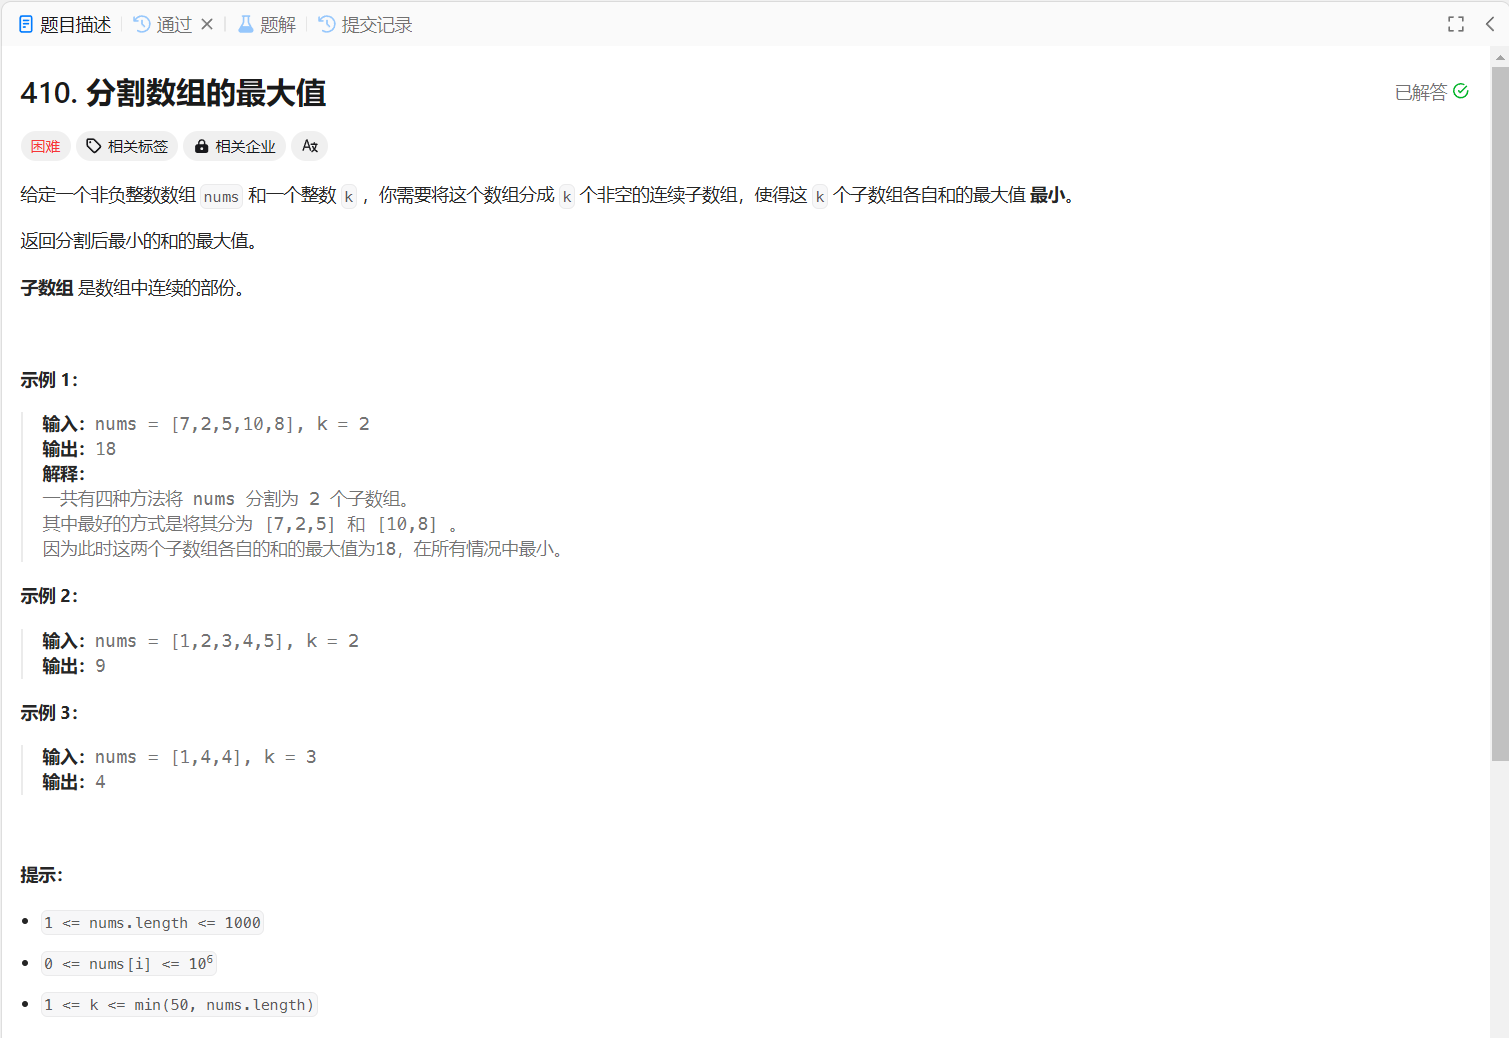 题目描述 通过 题解 提交记录
410. 分割数组的最大值
已解答
困难 相关标签 相关企业
给定一个非负整数数组 nums 和一个整数 k ，你需要将这个数组分成 k 个非空的连续子数组，使得这 k 个子数组各自和的最大值 最小。
返回分割后最小的和的最大值。
子数组 是数组中连续的部份。
示例 1：
输入：nums = [7,2,5,10,8], k = 2
输出：18
解释：
一共有四种方法将 nums 分割为 2 个子数组。
其中最好的方式是将其分为 [7,2,5] 和 [10,8] 。
因为此时这两个子数组各自的和的最大值为18，在所有情况中最小。
示例 2：
输入：nums = [1,2,3,4,5], k = 2
输出：9
示例 3：
输入：nums = [1,4,4], k = 3
输出：4
提示：
1 <= nums.length <= 1000
0 <= nums[i] <= 10⁶
1 <= k <= min(50, nums.length)